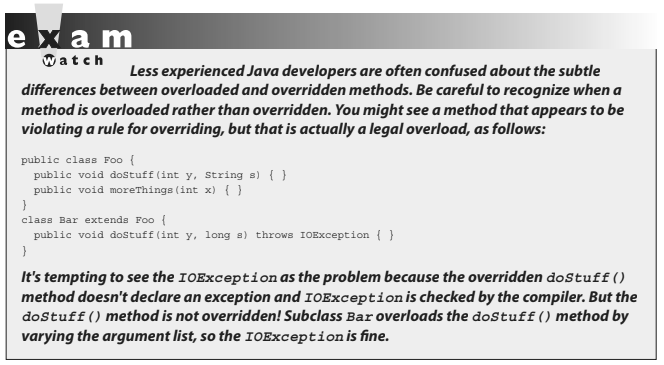 exam
watch
Less experienced Java developers are often confused about the subtle
differences between overloaded and overridden methods. Be careful to recognize when a
method is overloaded rather than overridden. You might see a method that appears to be
violating a rule for overriding, but that is actually a legal overload, as follows:
public class Foo {
  public void doStuff(int y, String s) { }
  public void moreThings(int x) { }
}
class Bar extends Foo {
  public void doStuff(int y, long s) throws IOException { }
}
It's tempting to see the IOException as the problem because the overridden doStuff()
method doesn't declare an exception and IOException is checked by the compiler. But the
doStuff() method is not overridden! Subclass Bar overloads the doStuff() method by
varying the argument list, so the IOException is fine.